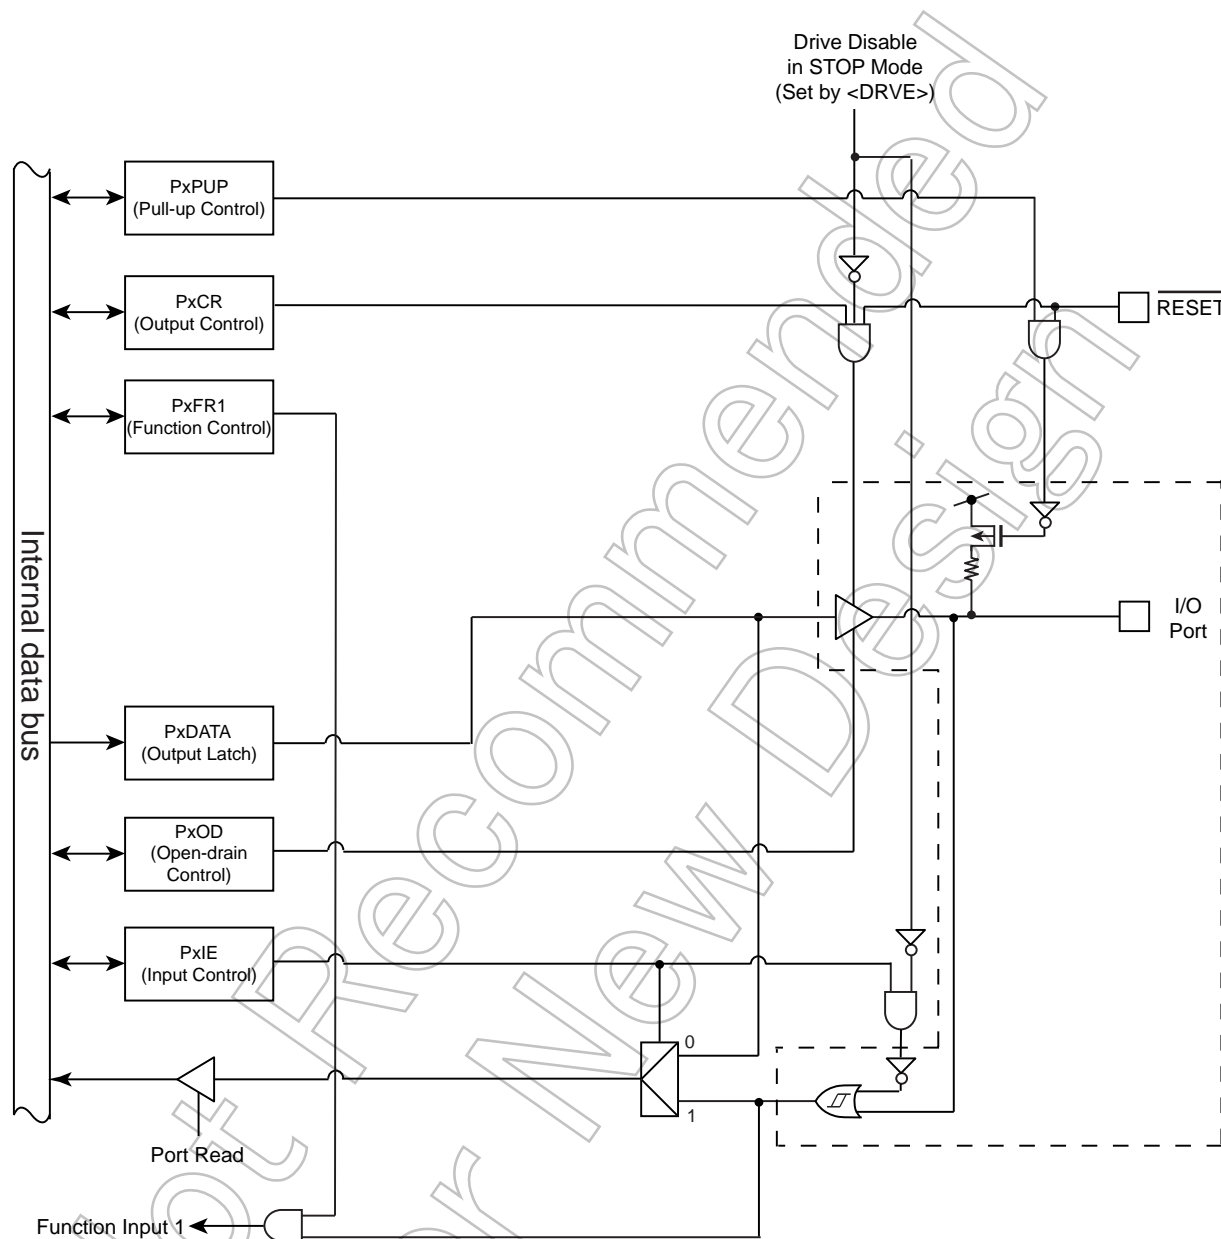 Drive Disable
in STOP Mode
(Set by <DRVE>)
PxPUP
(Pull-up Control)
PxCR
(Output Control)
RESET
PxFR1
(Function Control)
Internal data bus
I/O
Port
PxDATA
(Output Latch)
PxOD
(Open-drain
Control)
PxIE
(Input Control)
0
1
Port Read
Function Input 1
Not Recommended
for New Design